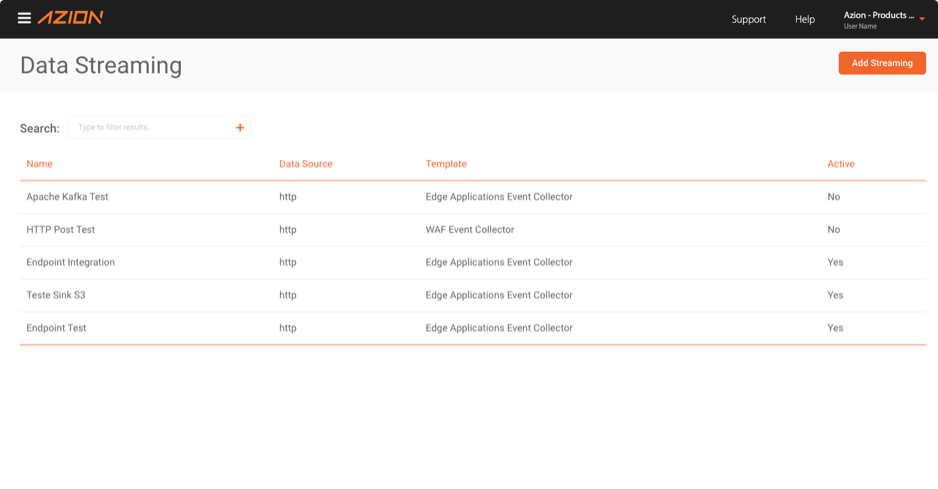 AZION
Support Help Azion - Products ...
User Name
Data Streaming
Add Streaming
Search: Type to filter results... +
Name Data Source Template Active
Apache Kafka Test http Edge Applications Event Collector No
HTTP Post Test http WAF Event Collector No
Endpoint Integration http Edge Applications Event Collector Yes
Teste Sink S3 http Edge Applications Event Collector Yes
Endpoint Test http Edge Applications Event Collector Yes